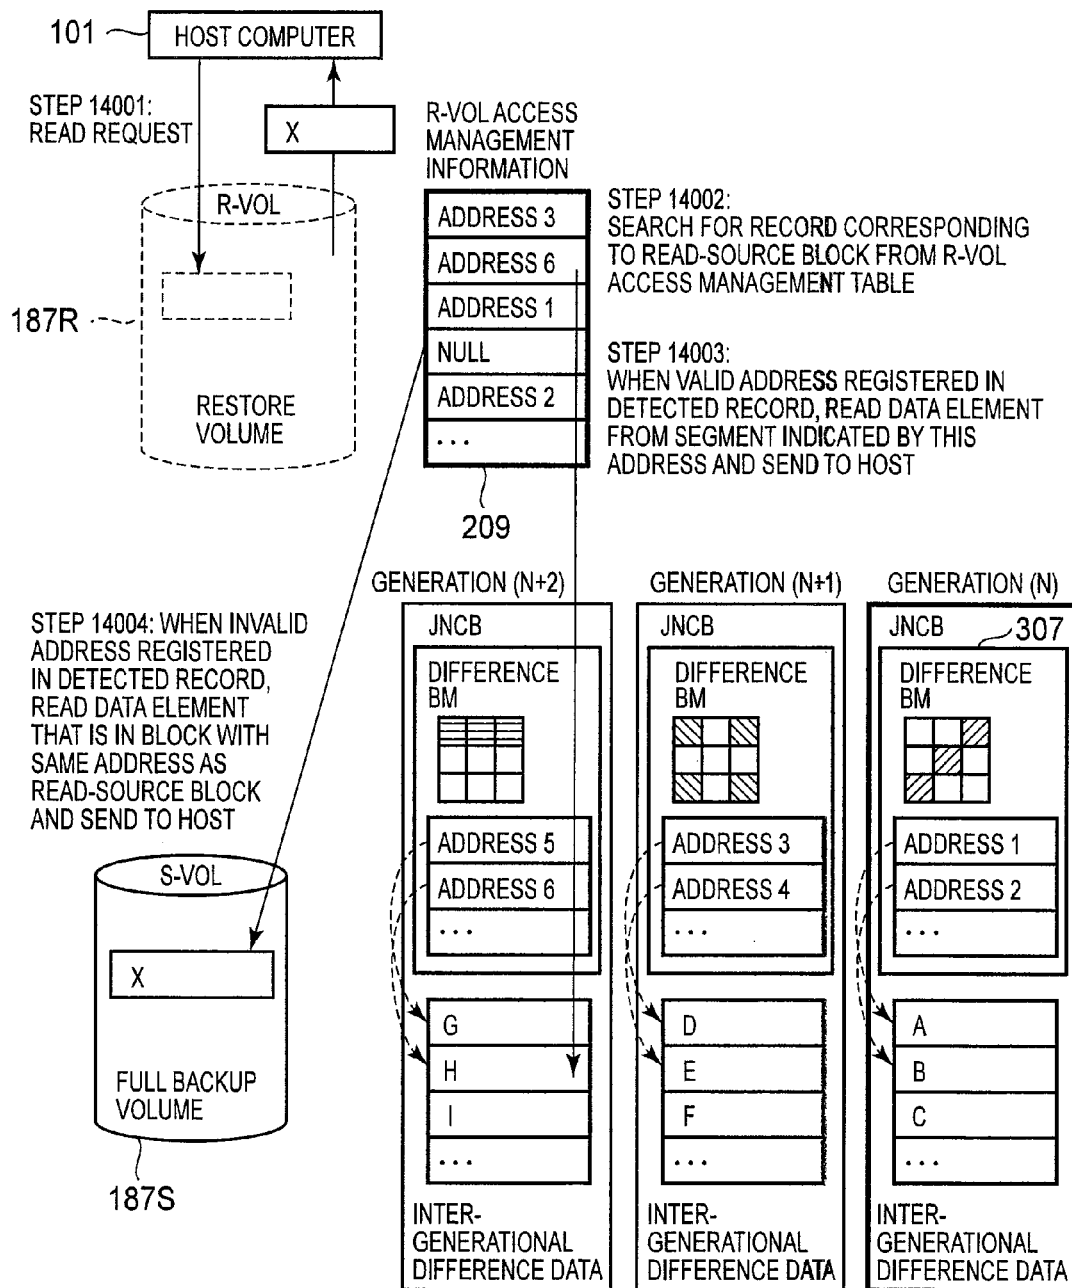 101
HOST COMPUTER
STEP 14001:
READ REQUEST
X
R-VOL ACCESS
MANAGEMENT
INFORMATION
R-VOL
187R
RESTORE
VOLUME
ADDRESS 3
ADDRESS 6
ADDRESS 1
NULL
ADDRESS 2
...
209
STEP 14002:
SEARCH FOR RECORD CORRESPONDING
TO READ-SOURCE BLOCK FROM R-VOL
ACCESS MANAGEMENT TABLE
STEP 14003:
WHEN VALID ADDRESS REGISTERED IN
DETECTED RECORD, READ DATA ELEMENT
FROM SEGMENT INDICATED BY THIS
ADDRESS AND SEND TO HOST
STEP 14004: WHEN INVALID
ADDRESS REGISTERED
IN DETECTED RECORD,
READ DATA ELEMENT
THAT IS IN BLOCK WITH
SAME ADDRESS AS
READ-SOURCE BLOCK
AND SEND TO HOST
S-VOL
X
FULL BACKUP
VOLUME
187S
GENERATION (N+2)
JNCB
DIFFERENCE
BM
ADDRESS 5
ADDRESS 6
...
G
H
I
...
INTER-
GENERATIONAL
DIFFERENCE DATA
GENERATION (N+1)
JNCB
DIFFERENCE
BM
ADDRESS 3
ADDRESS 4
...
D
E
F
...
INTER-
GENERATIONAL
DIFFERENCE DATA
GENERATION (N)
JNCB
307
DIFFERENCE
BM
ADDRESS 1
ADDRESS 2
...
A
B
C
...
INTER-
GENERATIONAL
DIFFERENCE DATA